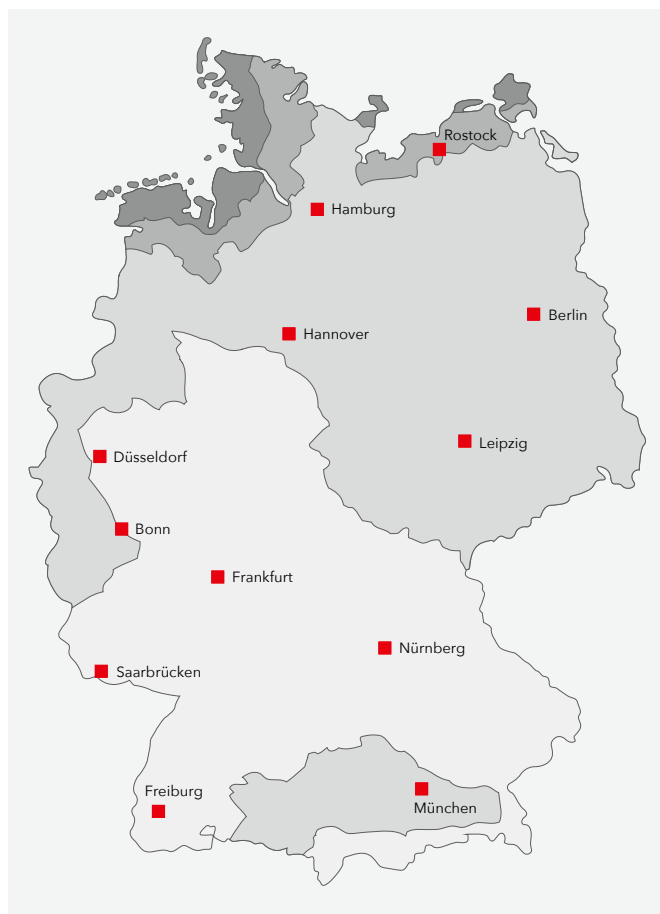 Rostock
Hamburg
Berlin
Hannover
Leipzig
Düsseldorf
Bonn
Frankfurt
Nürnberg
Saarbrücken
Freiburg
München